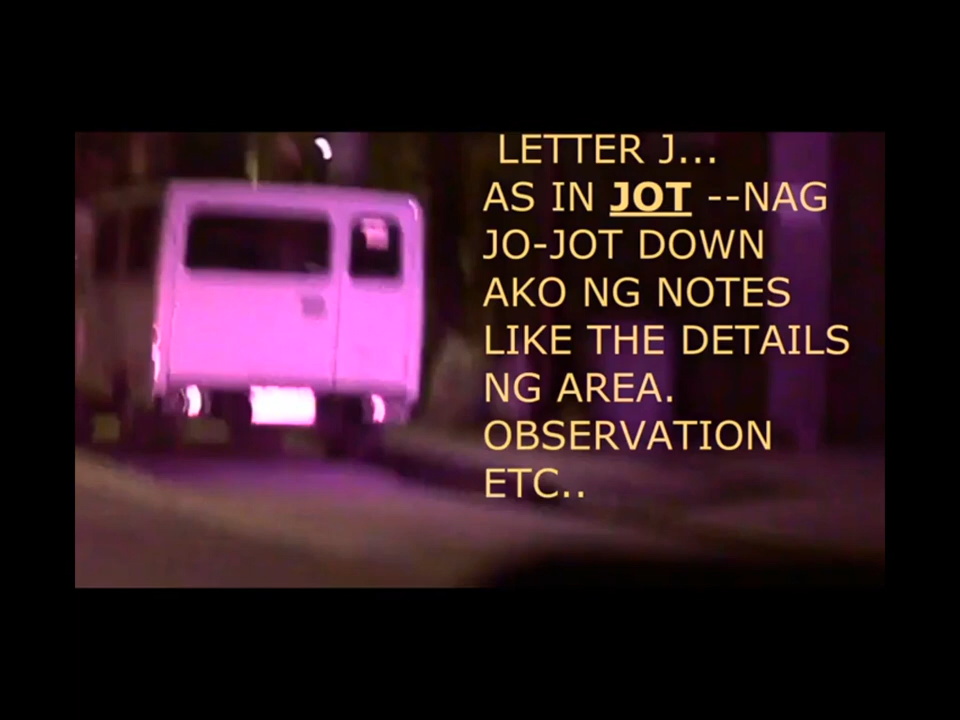 LETTER J...
AS IN JOT --NAG
JO-JOT DOWN
AKO NG NOTES
LIKE THE DETAILS
NG AREA.
OBSERVATION
ETC..